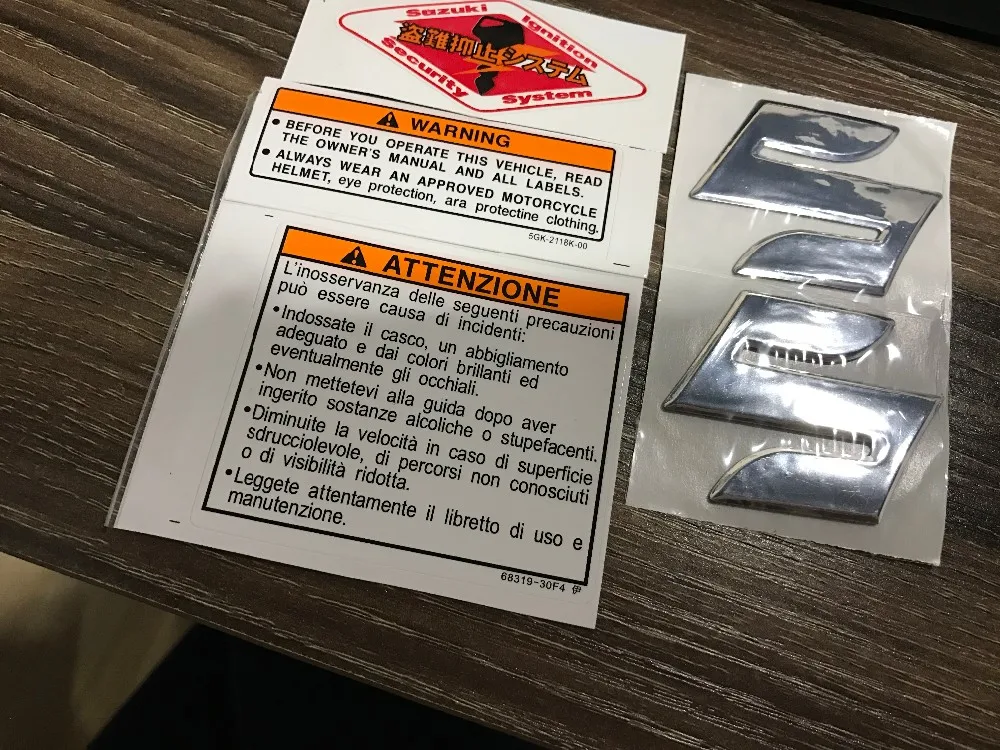 Suzuki Ignition
盗難抑止システム
Security System
WARNING
• BEFORE YOU OPERATE THIS VEHICLE, READ
THE OWNER'S MANUAL AND ALL LABELS.
• ALWAYS WEAR AN APPROVED MOTORCYCLE
HELMET, eye protection, ara protectine clothing.
5GK-2118K-00
ATTENZIONE
L'inosservanza delle seguenti precauzioni
può essere causa di incidenti:
•Indossate il casco, un abbigliamento
adeguato e dai colori brillanti ed
eventualmente gli occhiali.
•Non mettetevi alla guida dopo aver
ingerito sostanze alcoliche o stupefacenti.
•Diminuite la velocità in caso di superficie
sdrucciolevole, di percorsi non conosciuti
o di visibilità ridotta.
•Leggete attentamente il libretto di uso e
manutenzione.
68319-30F4 伊